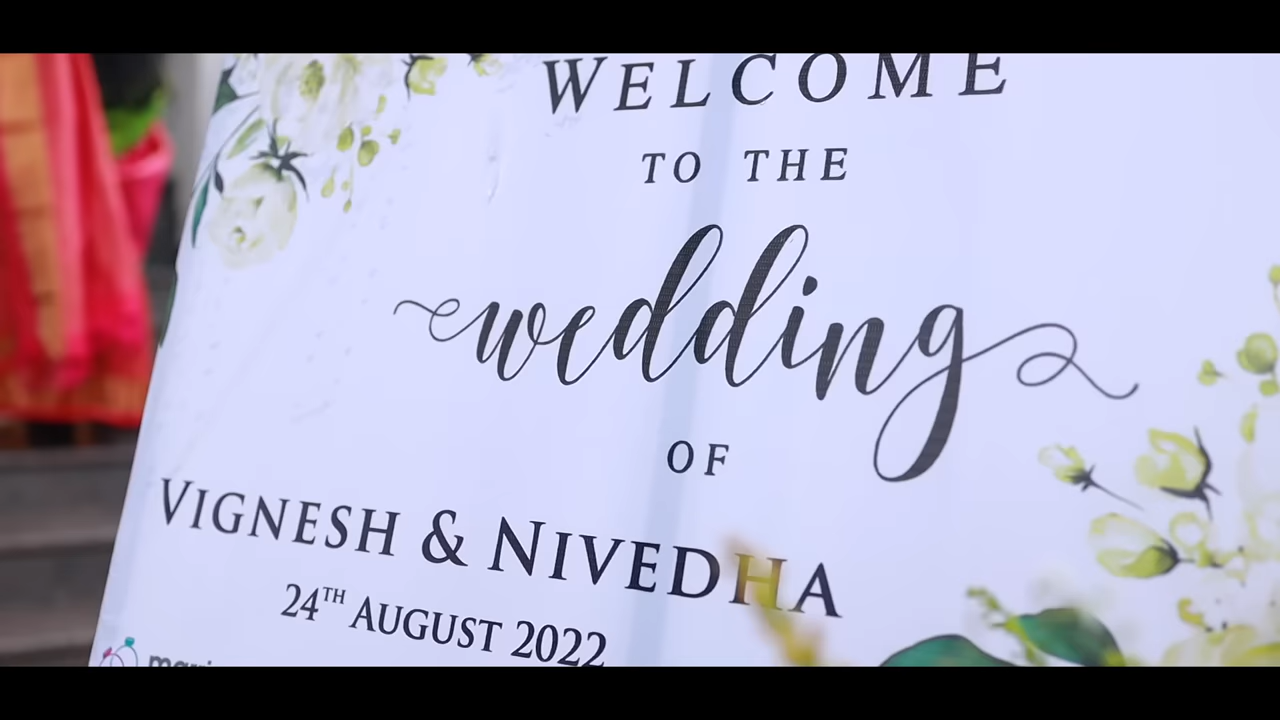 WELCOME
TO THE
wedding
OF
VIGNESH & NIVEDHA
24TH AUGUST 2022